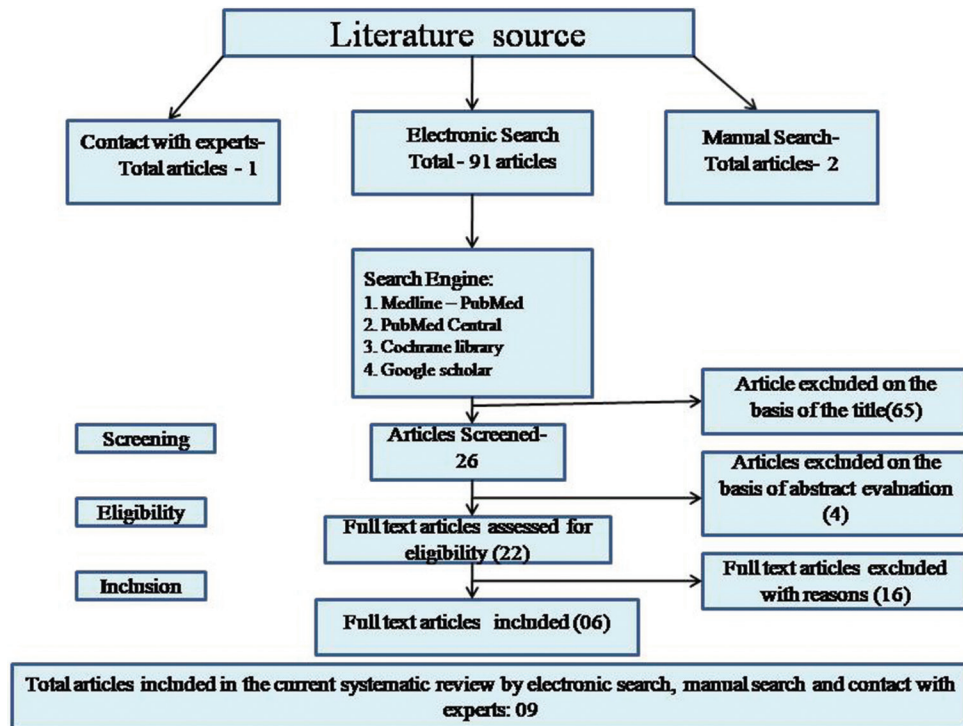 Literature source
Contact with experts-
Total articles - 1
Electronic Search
Total - 91 articles
Manual Search-
Total articles- 2
Search Engine:
1. Medline – PubMed
2. PubMed Central
3. Cochrane library
4. Google scholar
Article excluded on the
basis of the title(65)
Screening
Articles Screened-
26
Articles excluded on the
basis of abstract evaluation
(4)
Eligibility
Full text articles assessed for
eligibility (22)
Full text articles excluded
with reasons (16)
Inclusion
Full text articles included (06)
Total articles included in the current systematic review by electronic search, manual search and contact with
experts: 09